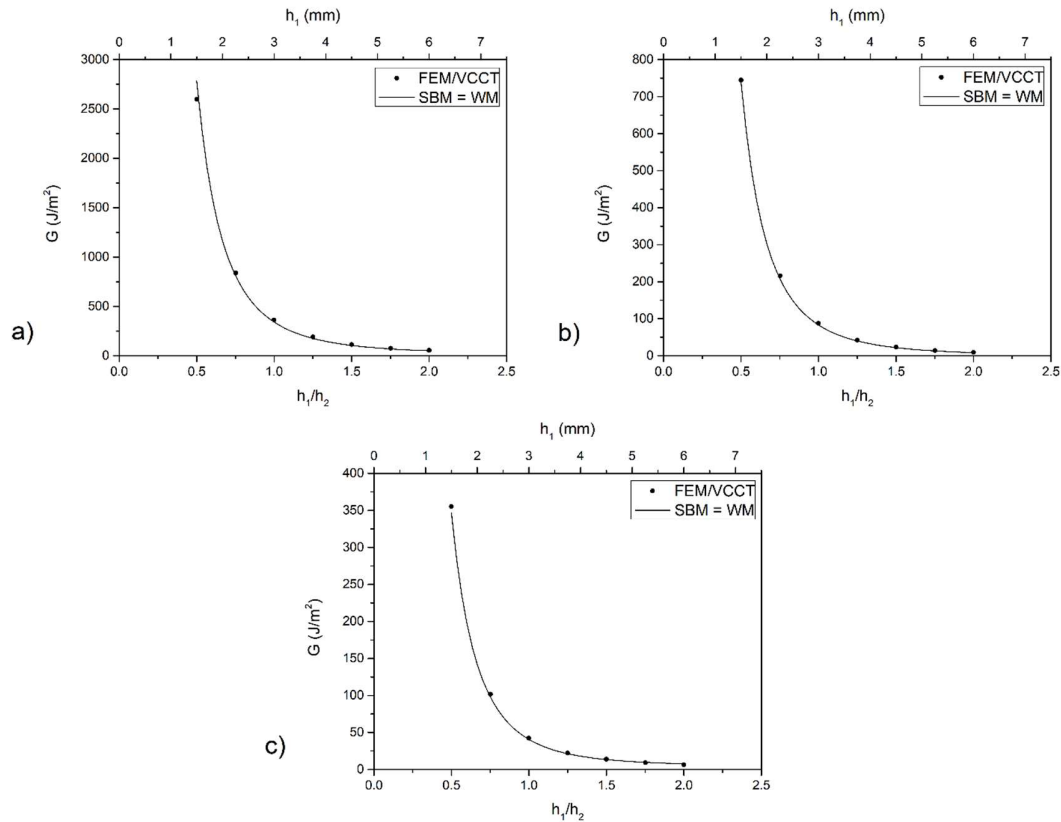 h₁ (mm)
0 1 2 3 4 5 6 7
3000
2500
2000
1500
1000
500
0
G (J/m²)
FEM/VCCT
SBM = WM
a)
0.0 0.5 1.0 1.5 2.0 2.5
h₁/h₂
h₁ (mm)
0 1 2 3 4 5 6 7
800
700
600
500
400
300
200
100
0
G (J/m²)
FEM/VCCT
SBM = WM
b)
0.0 0.5 1.0 1.5 2.0 2.5
h₁/h₂
h₁ (mm)
0 1 2 3 4 5 6 7
400
350
300
250
200
150
100
50
0
G (J/m²)
FEM/VCCT
SBM = WM
c)
0.0 0.5 1.0 1.5 2.0 2.5
h₁/h₂